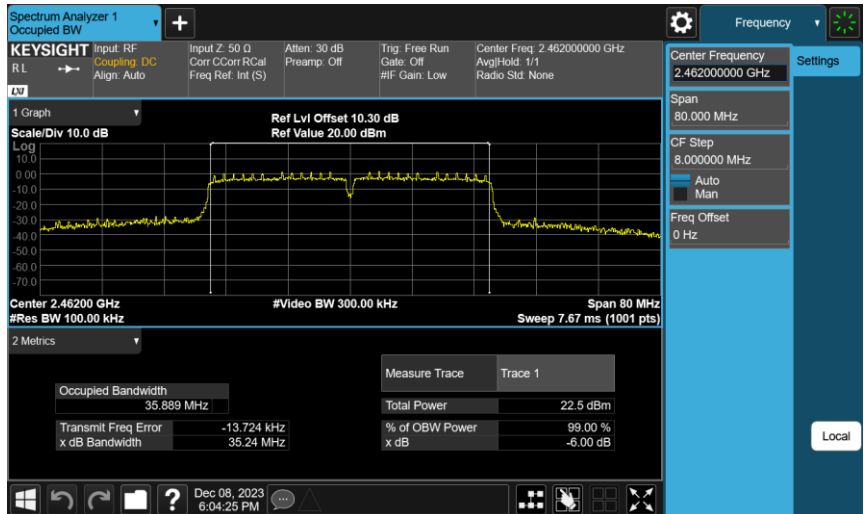 Spectrum Analyzer 1
Occupied BW
+
Frequency
KEYSIGHT
RL
LXI
Input: RF
Coupling: DC
Align: Auto
Input Z: 50 Ω
Corr CCorr RCal
Freq Ref: Int (S)
Atten: 30 dB
Preamp: Off
Trig: Free Run
Gate: Off
#IF Gain: Low
Center Freq: 2.462000000 GHz
Avg|Hold: 1/1
Radio Std: None
Center Frequency
2.462000000 GHz
Settings
Span
80.000 MHz
CF Step
8.000000 MHz
Auto
Man
Freq Offset
0 Hz
1 Graph
Scale/Div 10.0 dB
Ref Lvl Offset 10.30 dB
Ref Value 20.00 dBm
Log
10.0
0.00
-10.0
-20.0
-30.0
-40.0
-50.0
-60.0
-70.0
Center 2.46200 GHz
#Res BW 100.00 kHz
#Video BW 300.00 kHz
Span 80 MHz
Sweep 7.67 ms (1001 pts)
2 Metrics
Measure Trace Trace 1
Occupied Bandwidth
35.889 MHz
Total Power 22.5 dBm
Transmit Freq Error -13.724 kHz
% of OBW Power 99.00 %
x dB Bandwidth 35.24 MHz
x dB -6.00 dB
Local
?
Dec 08, 2023
6:04:25 PM